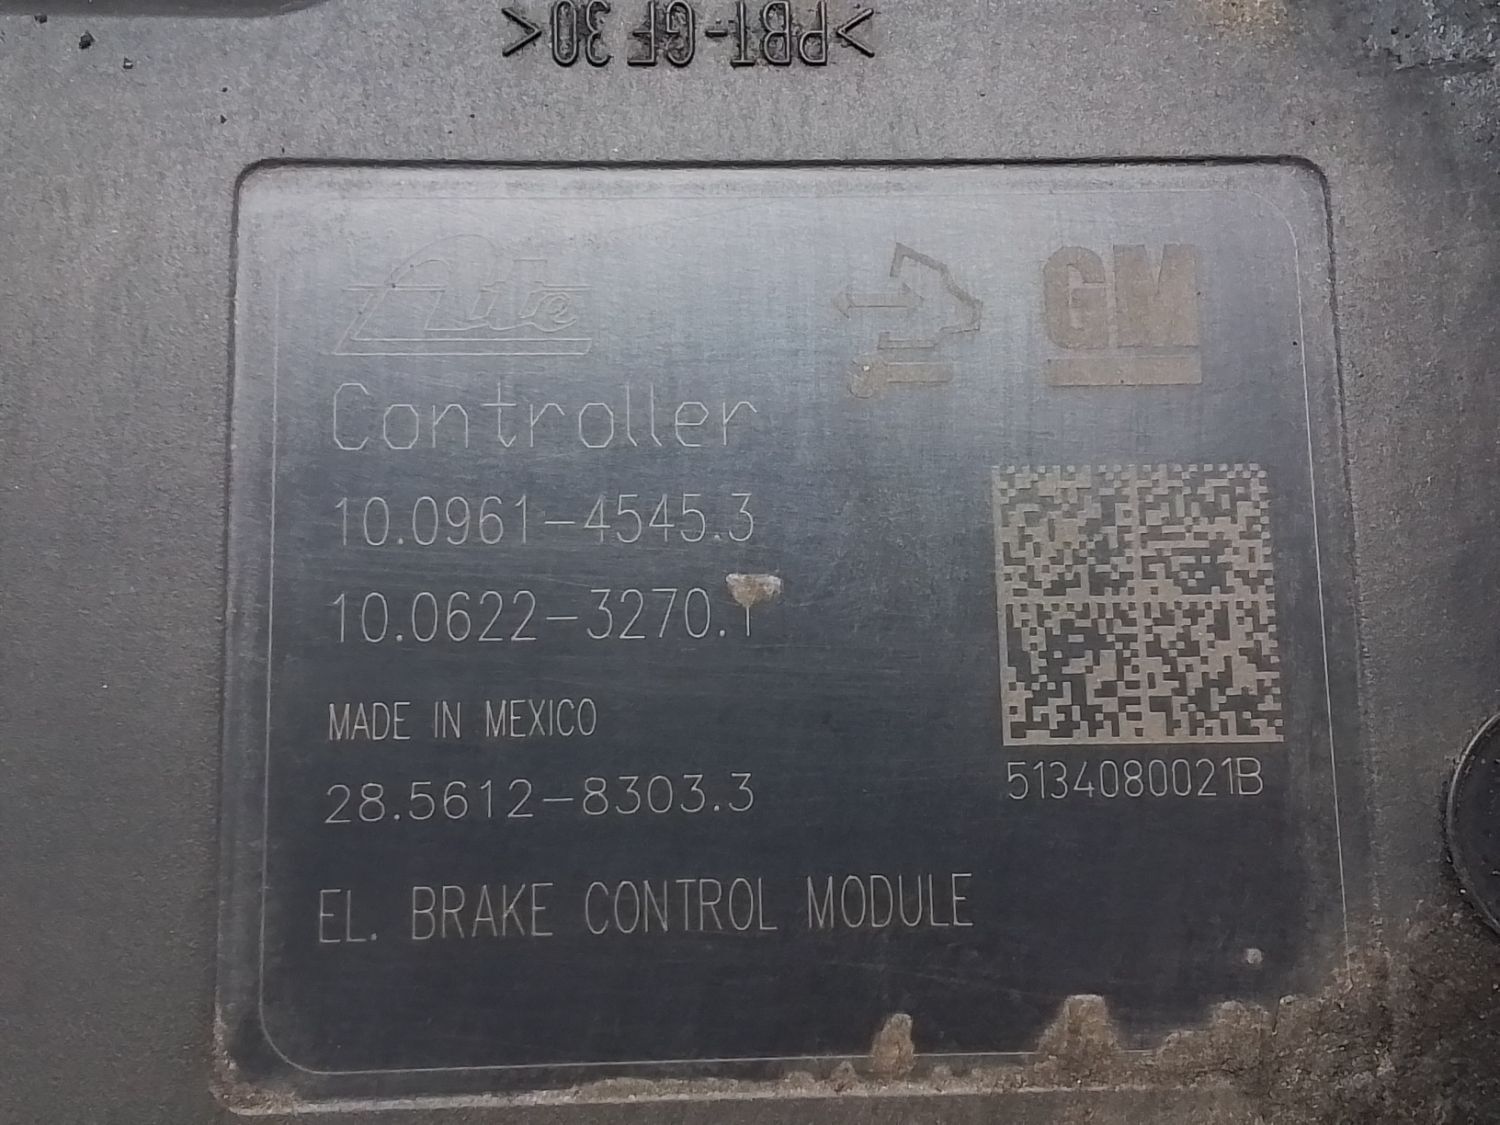 >PBT-GF 30<
Ate
GM
Controller
10.0961-4545.3
10.0622-3270.1
MADE IN MEXICO
28.5612-8303.3
5134080021B
EL. BRAKE CONTROL MODULE